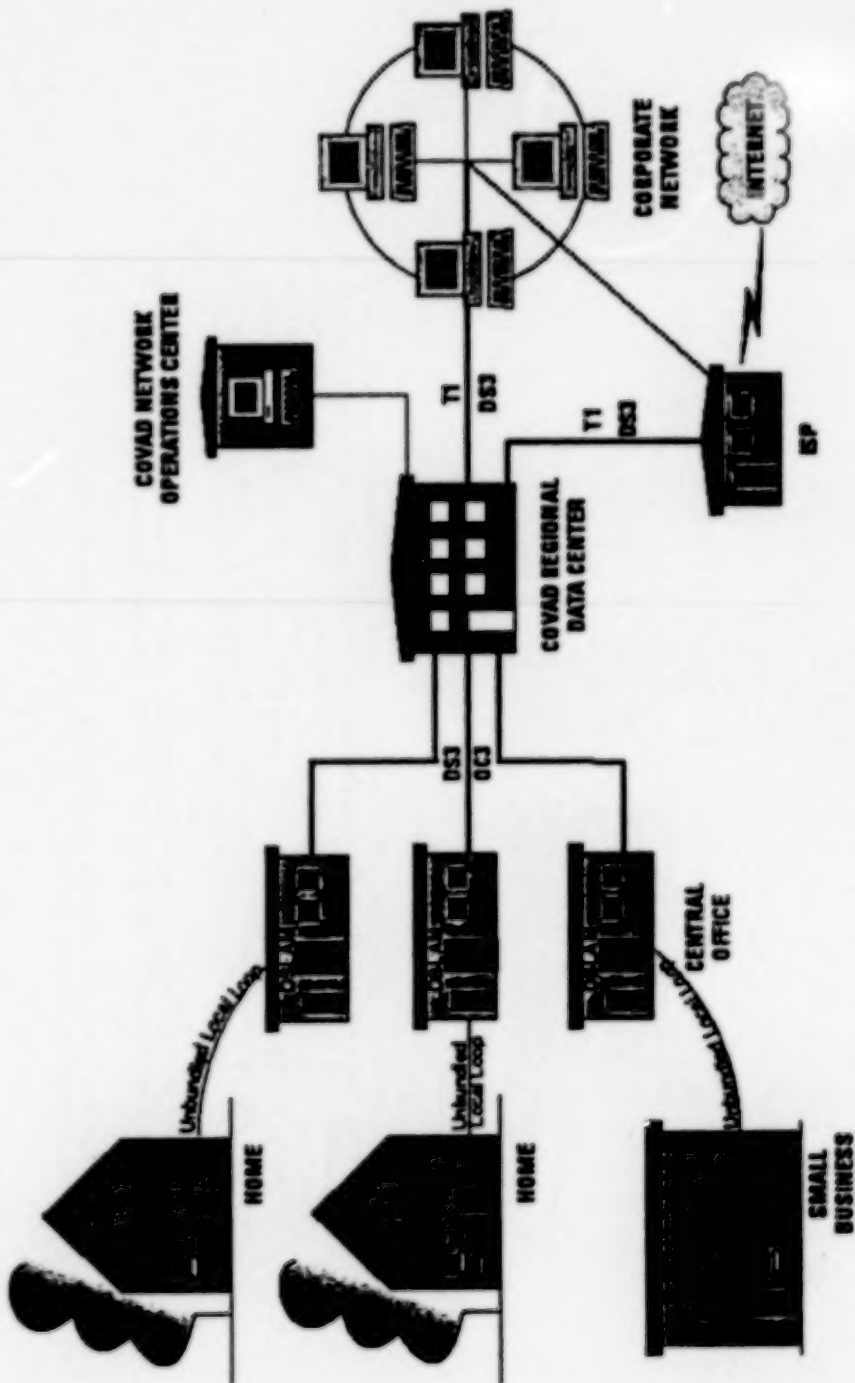 HOME
Unbundled Local Loop
HOME
Unbundled
Local Loop
SMALL
BUSINESS
Unbundled Local Loop
CENTRAL
OFFICE
DS3
OC3
COVAD REGIONAL
DATA CENTER
COVAD NETWORK
OPERATIONS CENTER
T1
DS3
T1
DS3
ISP
CORPORATE
NETWORK
INTERNET